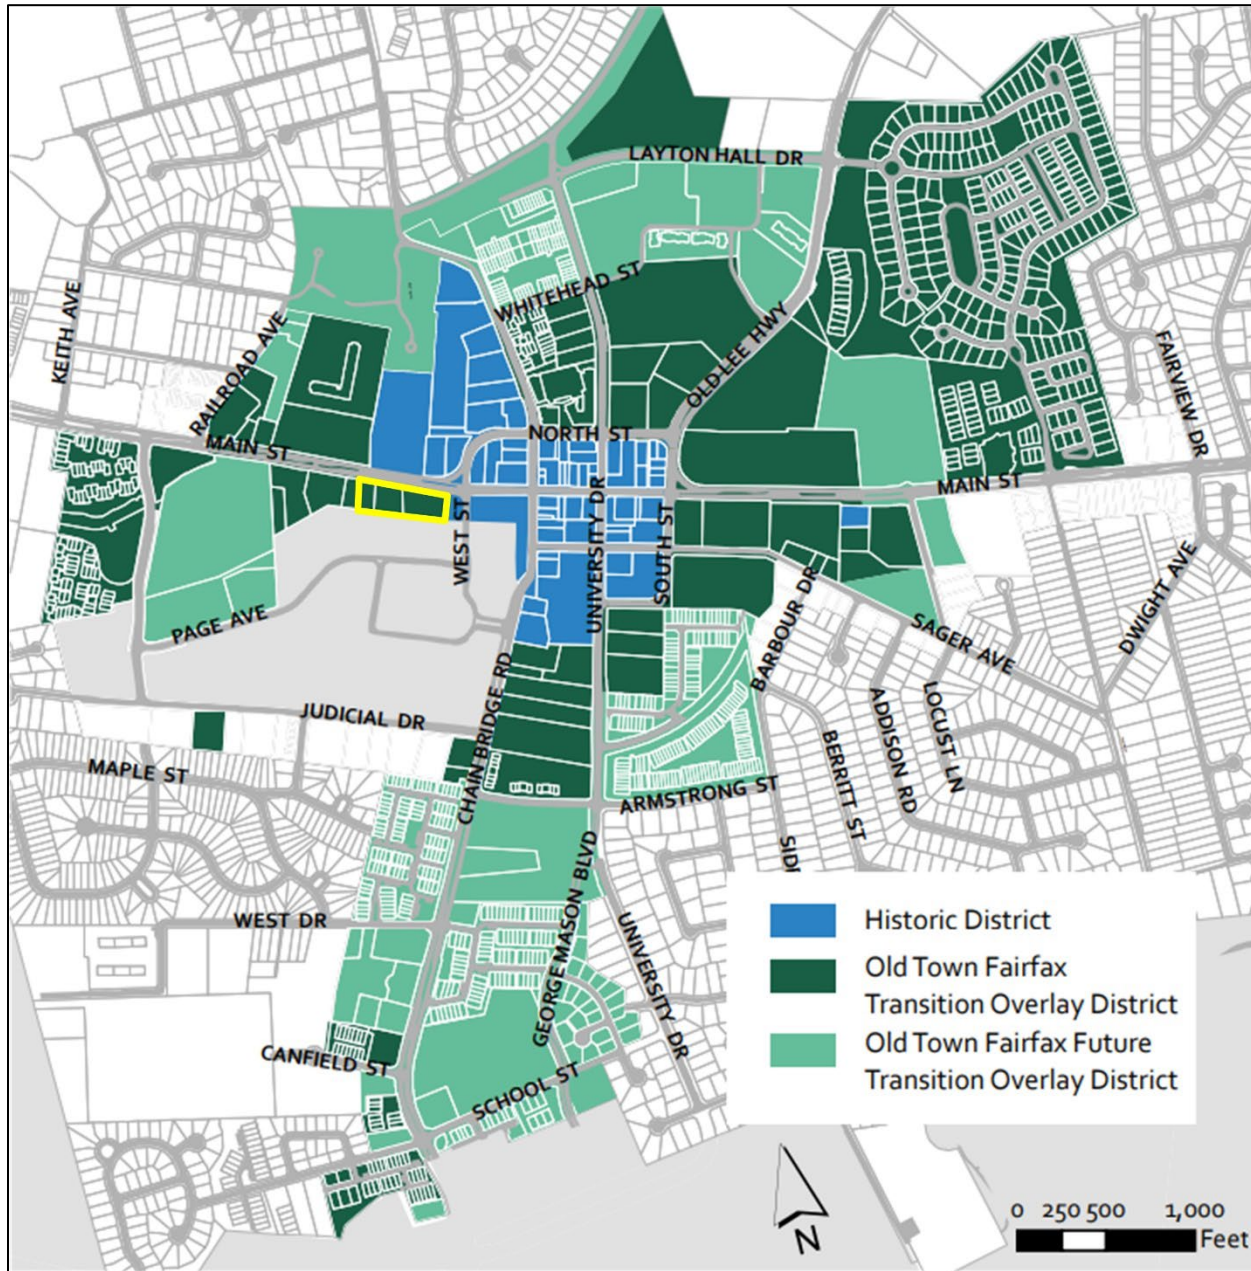 LAYTON HALL DR
WHITEHEAD ST
KEITH AVE
RAILROAD AVE
OLD LEE HWY
FAIRVIEW DR
MAIN ST
NORTH ST
MAIN ST
WEST ST
UNIVERSITY DR
SOUTH ST
PAGE AVE
BARBOUR DR
SAGER AVE
DWIGHT AVE
JUDICIAL DR
CHAIN BRIDGE RD
ADDISON RD
LOCUST LN
MAPLE ST
BERRITT ST
ARMSTRONG ST
SIDE
WEST DR
GEORGE MASON BLVD
UNIVERSITY DR
CANFIELD ST
SCHOOL ST
Historic District
Old Town Fairfax
Transition Overlay District
Old Town Fairfax Future
Transition Overlay District
N
0 250 500 1,000
Feet